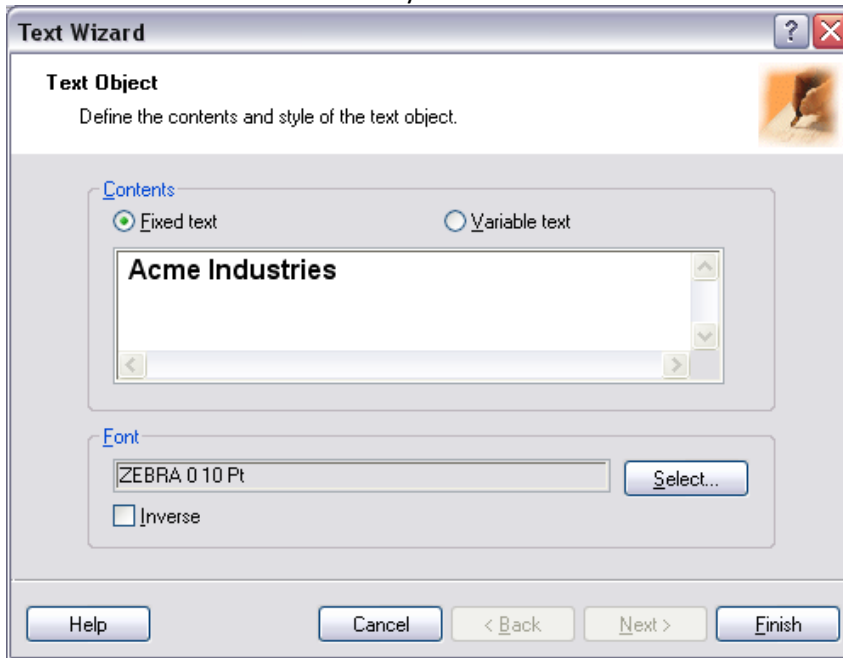 Text Wizard
Text Object
Define the contents and style of the text object.
Contents
Fixed text Variable text
Acme Industries
Font
ZEBRA 0 10 Pt Select...
Inverse
Help Cancel < Back Next > Finish